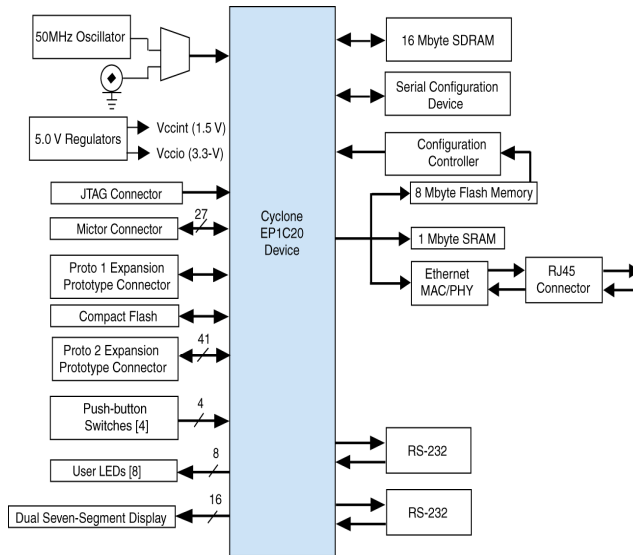 50MHz Oscillator
5.0 V Regulators
Vccint (1.5 V)
Vccio (3.3-V)
JTAG Connector
Mictor Connector
27
Proto 1 Expansion
Prototype Connector
Compact Flash
Proto 2 Expansion
Prototype Connector
41
Push-button
Switches [4]
4
User LEDs [8]
8
Dual Seven-Segment Display
16
Cyclone
EP1C20
Device
16 Mbyte SDRAM
Serial Configuration
Device
Configuration
Controller
8 Mbyte Flash Memory
1 Mbyte SRAM
Ethernet
MAC/PHY
RJ45
Connector
RS-232
RS-232